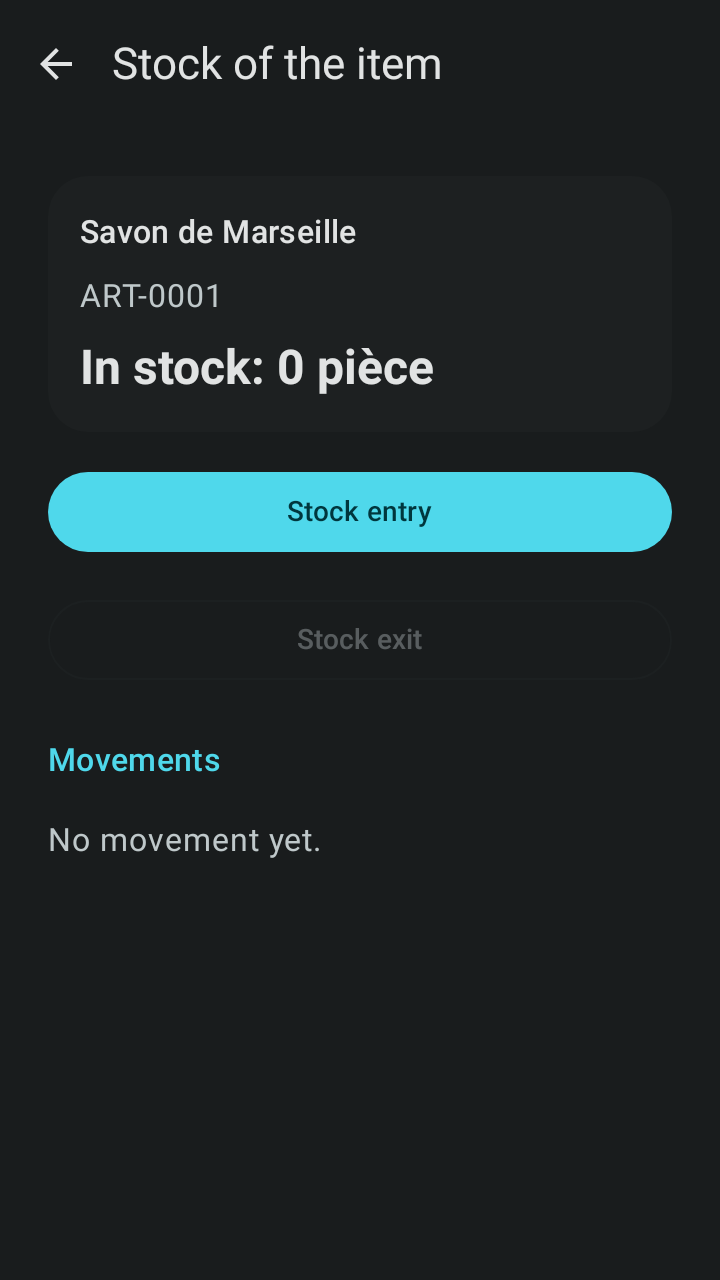 Stock of the item
Savon de Marseille
ART-0001
In stock: 0 pièce
Stock entry
Stock exit
Movements
No movement yet.